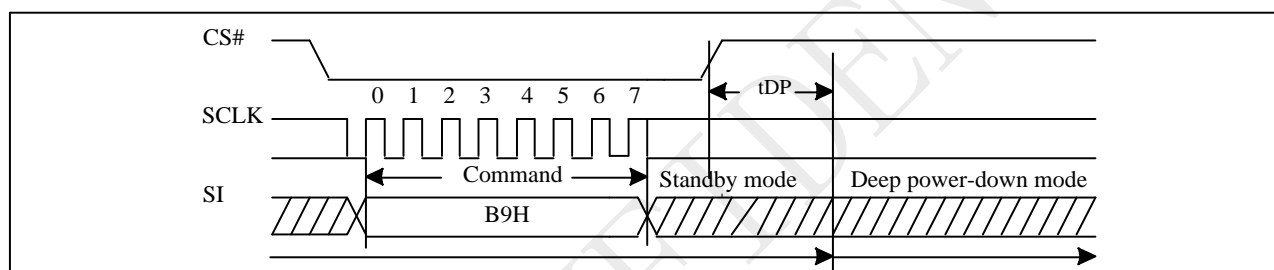 CS#
tDP
0 1 2 3 4 5 6 7
SCLK
Command
Standby mode
Deep power-down mode
SI
B9H